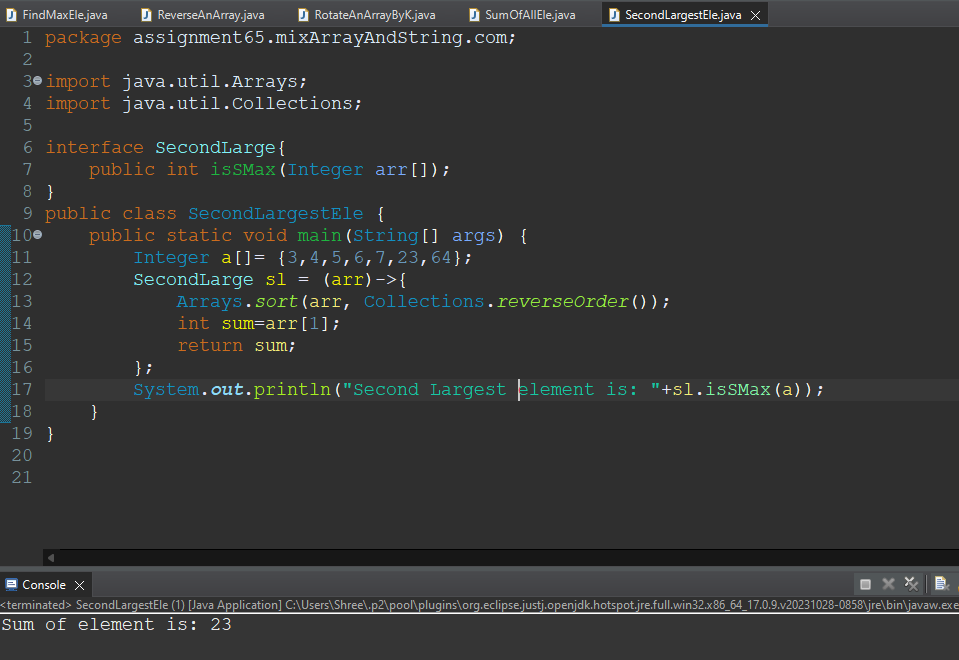 FindMaxEle.java ReverseAnArray.java RotateAnArrayByK.java SumOfAllEle.java SecondLargestEle.java
1 package assignment65.mixArrayAndString.com;
2
3 import java.util.Arrays;
4 import java.util.Collections;
5
6 interface SecondLarge{
7     public int isSMax(Integer arr[]);
8 }
9 public class SecondLargestEle {
10     public static void main(String[] args) {
11         Integer a[]= {3,4,5,6,7,23,64};
12         SecondLarge sl = (arr)->{
13             Arrays.sort(arr, Collections.reverseOrder());
14             int sum=arr[1];
15             return sum;
16         };
17         System.out.println("Second Largest element is: "+sl.isSMax(a));
18     }
19 }
20
21
Console
<terminated> SecondLargestEle (1) [Java Application] C:\Users\Shree\.p2\pool\plugins\org.eclipse.justj.openjdk.hotspot.jre.full.win32.x86_64_17.0.9.v20231028-0858\jre\bin\javaw.exe
Sum of element is: 23